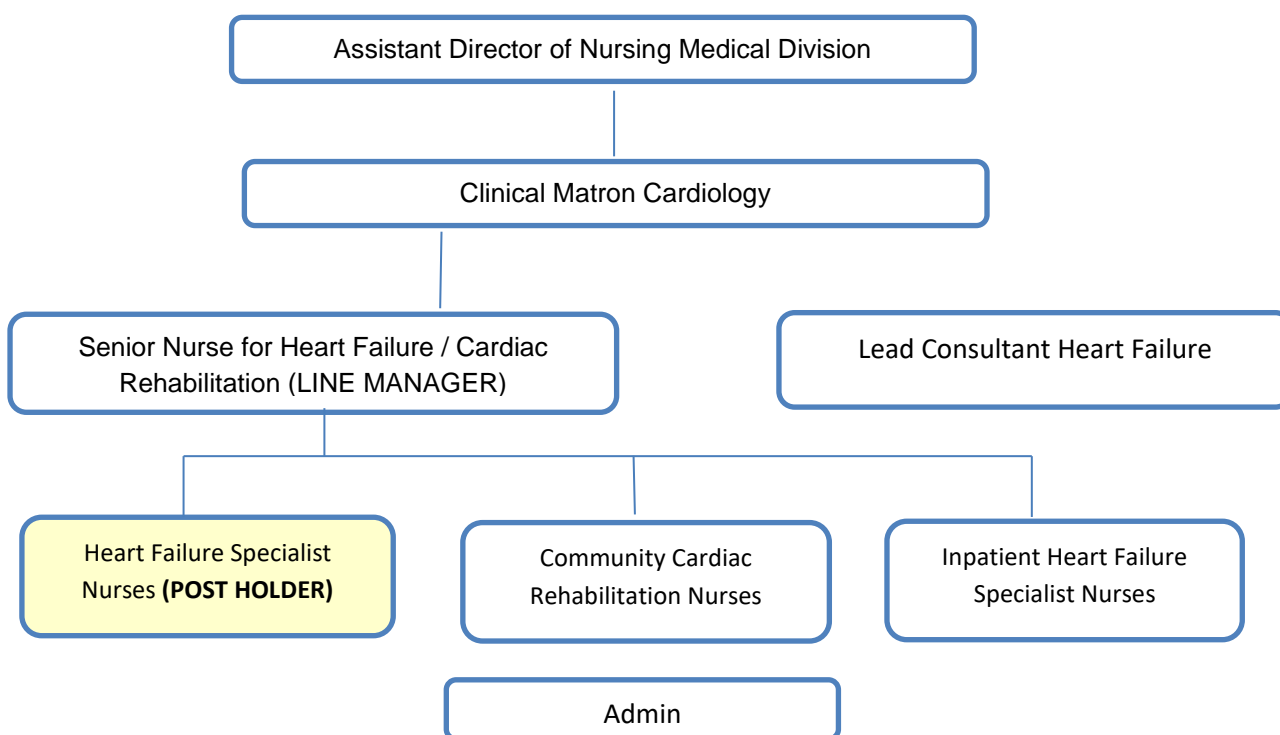 Assistant Director of Nursing Medical Division
Clinical Matron Cardiology
Senior Nurse for Heart Failure / Cardiac
Rehabilitation (LINE MANAGER)
Lead Consultant Heart Failure
Heart Failure Specialist
Nurses (POST HOLDER)
Community Cardiac
Rehabilitation Nurses
Inpatient Heart Failure
Specialist Nurses
Admin